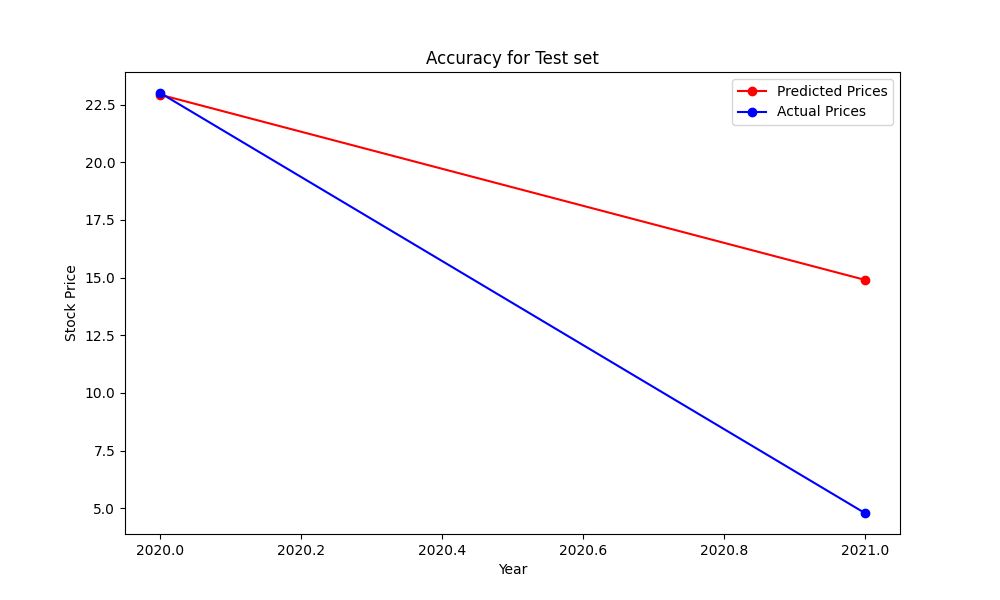 Accuracy for Test set
Predicted Prices
Actual Prices
22.5
20.0
17.5
15.0
12.5
10.0
7.5
5.0
Stock Price
2020.0 2020.2 2020.4 2020.6 2020.8 2021.0
Year